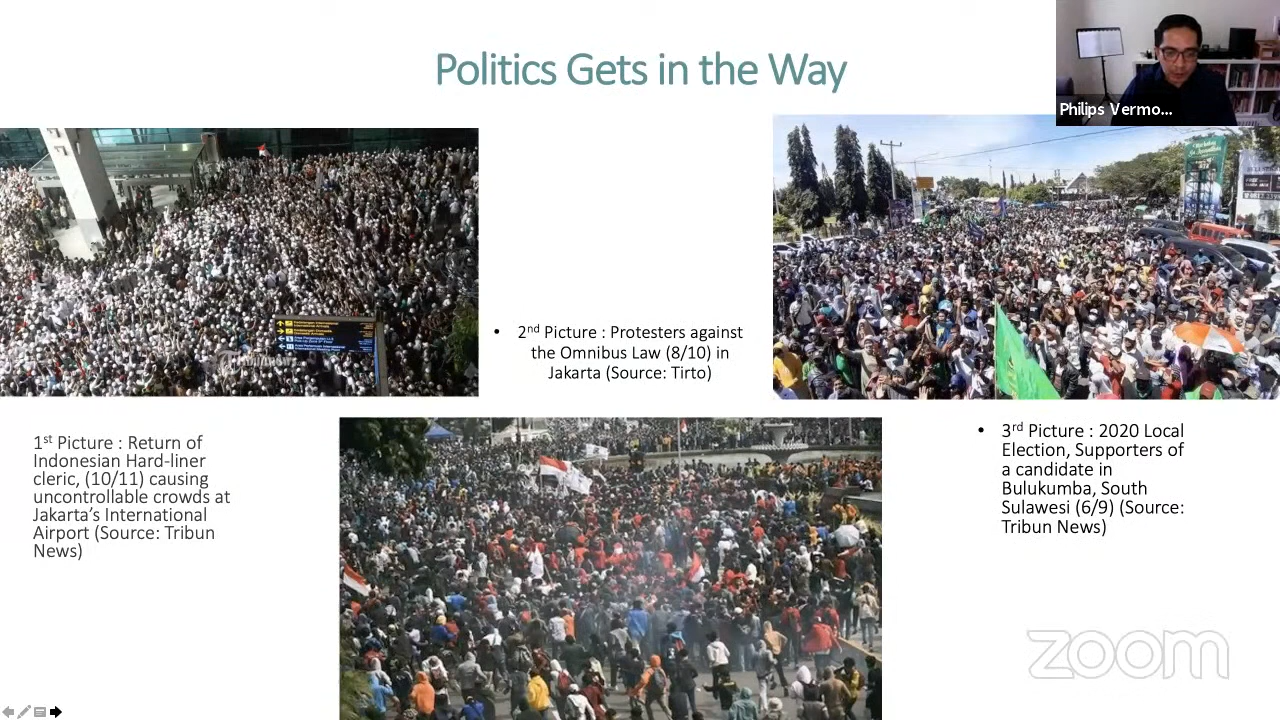 Politics Gets in the Way
Philips Vermo...
• 2nd Picture : Protesters against
the Omnibus Law (8/10) in
Jakarta (Source: Tirto)
1st Picture : Return of
Indonesian Hard-liner
cleric, (10/11) causing
uncontrollable crowds at
Jakarta’s International
Airport (Source: Tribun
News)
• 3rd Picture : 2020 Local
Election, Supporters of
a candidate in
Bulukumba, South
Sulawesi (6/9) (Source:
Tribun News)
zoom